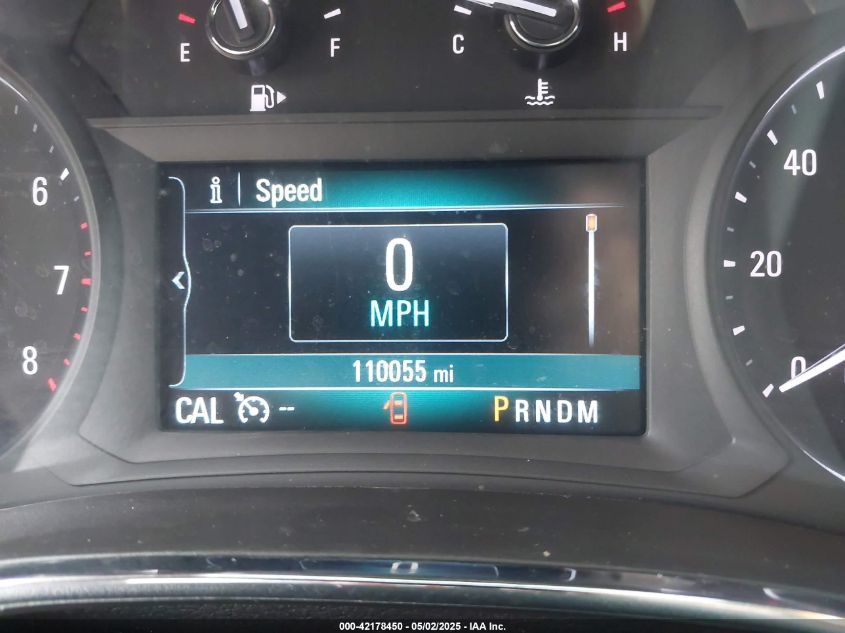 E F C H
6
7
8
i Speed
0
MPH
110055 mi
CAL -- PRNDM
40
20
0
000-42178450 - 05/02/2025 - IAA Inc.